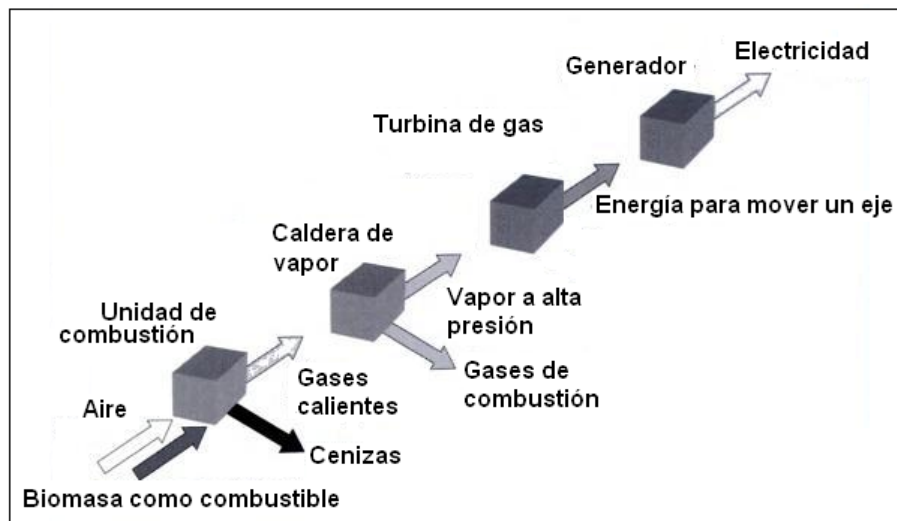 Electricidad
Generador
Turbina de gas
Energía para mover un eje
Caldera de
vapor
Vapor a alta
presión
Unidad de
combustión
Gases de
combustión
Gases
calientes
Aire
Cenizas
Biomasa como combustible